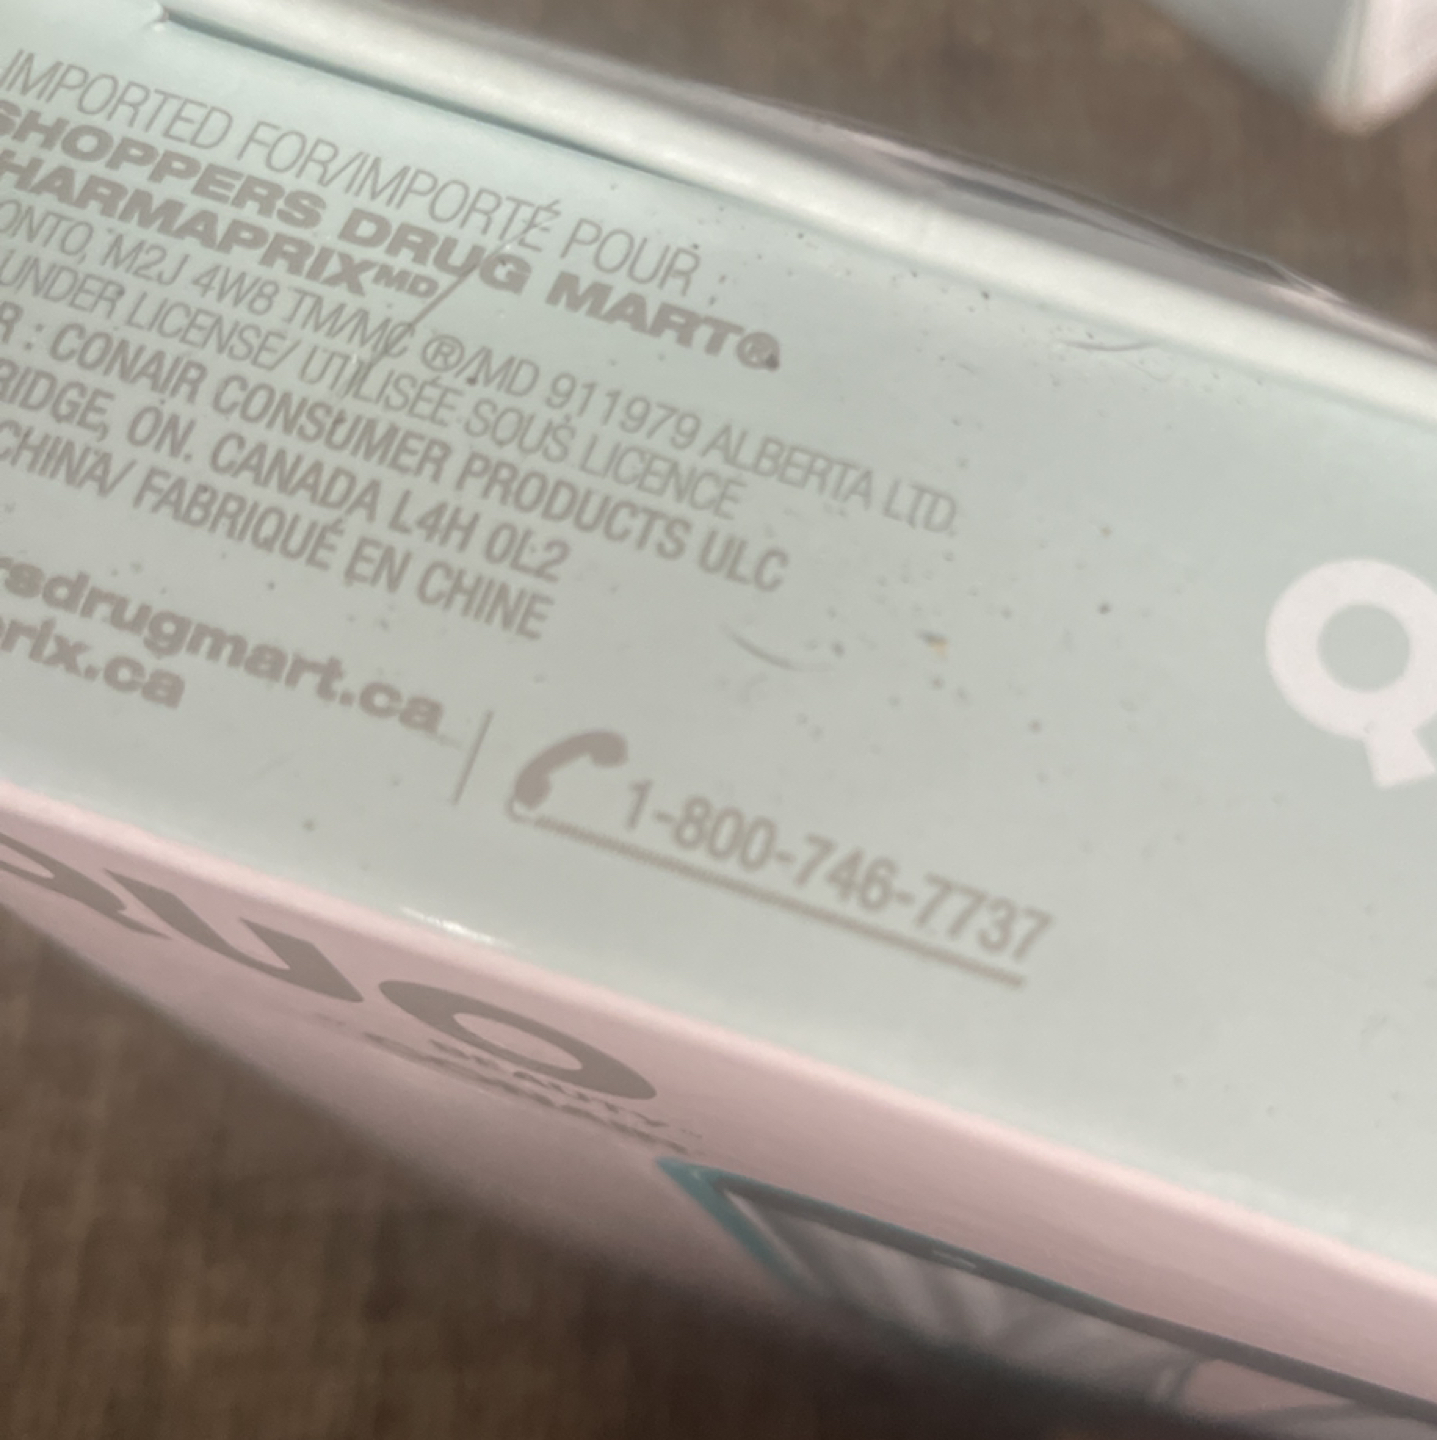 IMPORTED FOR/IMPORTÉ POUR :
SHOPPERS DRUG MART®
HARMAPRIX MD
ONTO, M2J 4W8 TM/MC ®/MD 911979 ALBERTA LTD.
UNDER LICENSE/ UTILISÉE SOUS LICENCE
R : CONAIR CONSUMER PRODUCTS ULC
RIDGE, ON. CANADA L4H 0L2
CHINA/ FABRIQUÉ EN CHINE
rsdrugmart.ca
rix.ca
1-800-746-7737
Q
QUO
BEAUTY